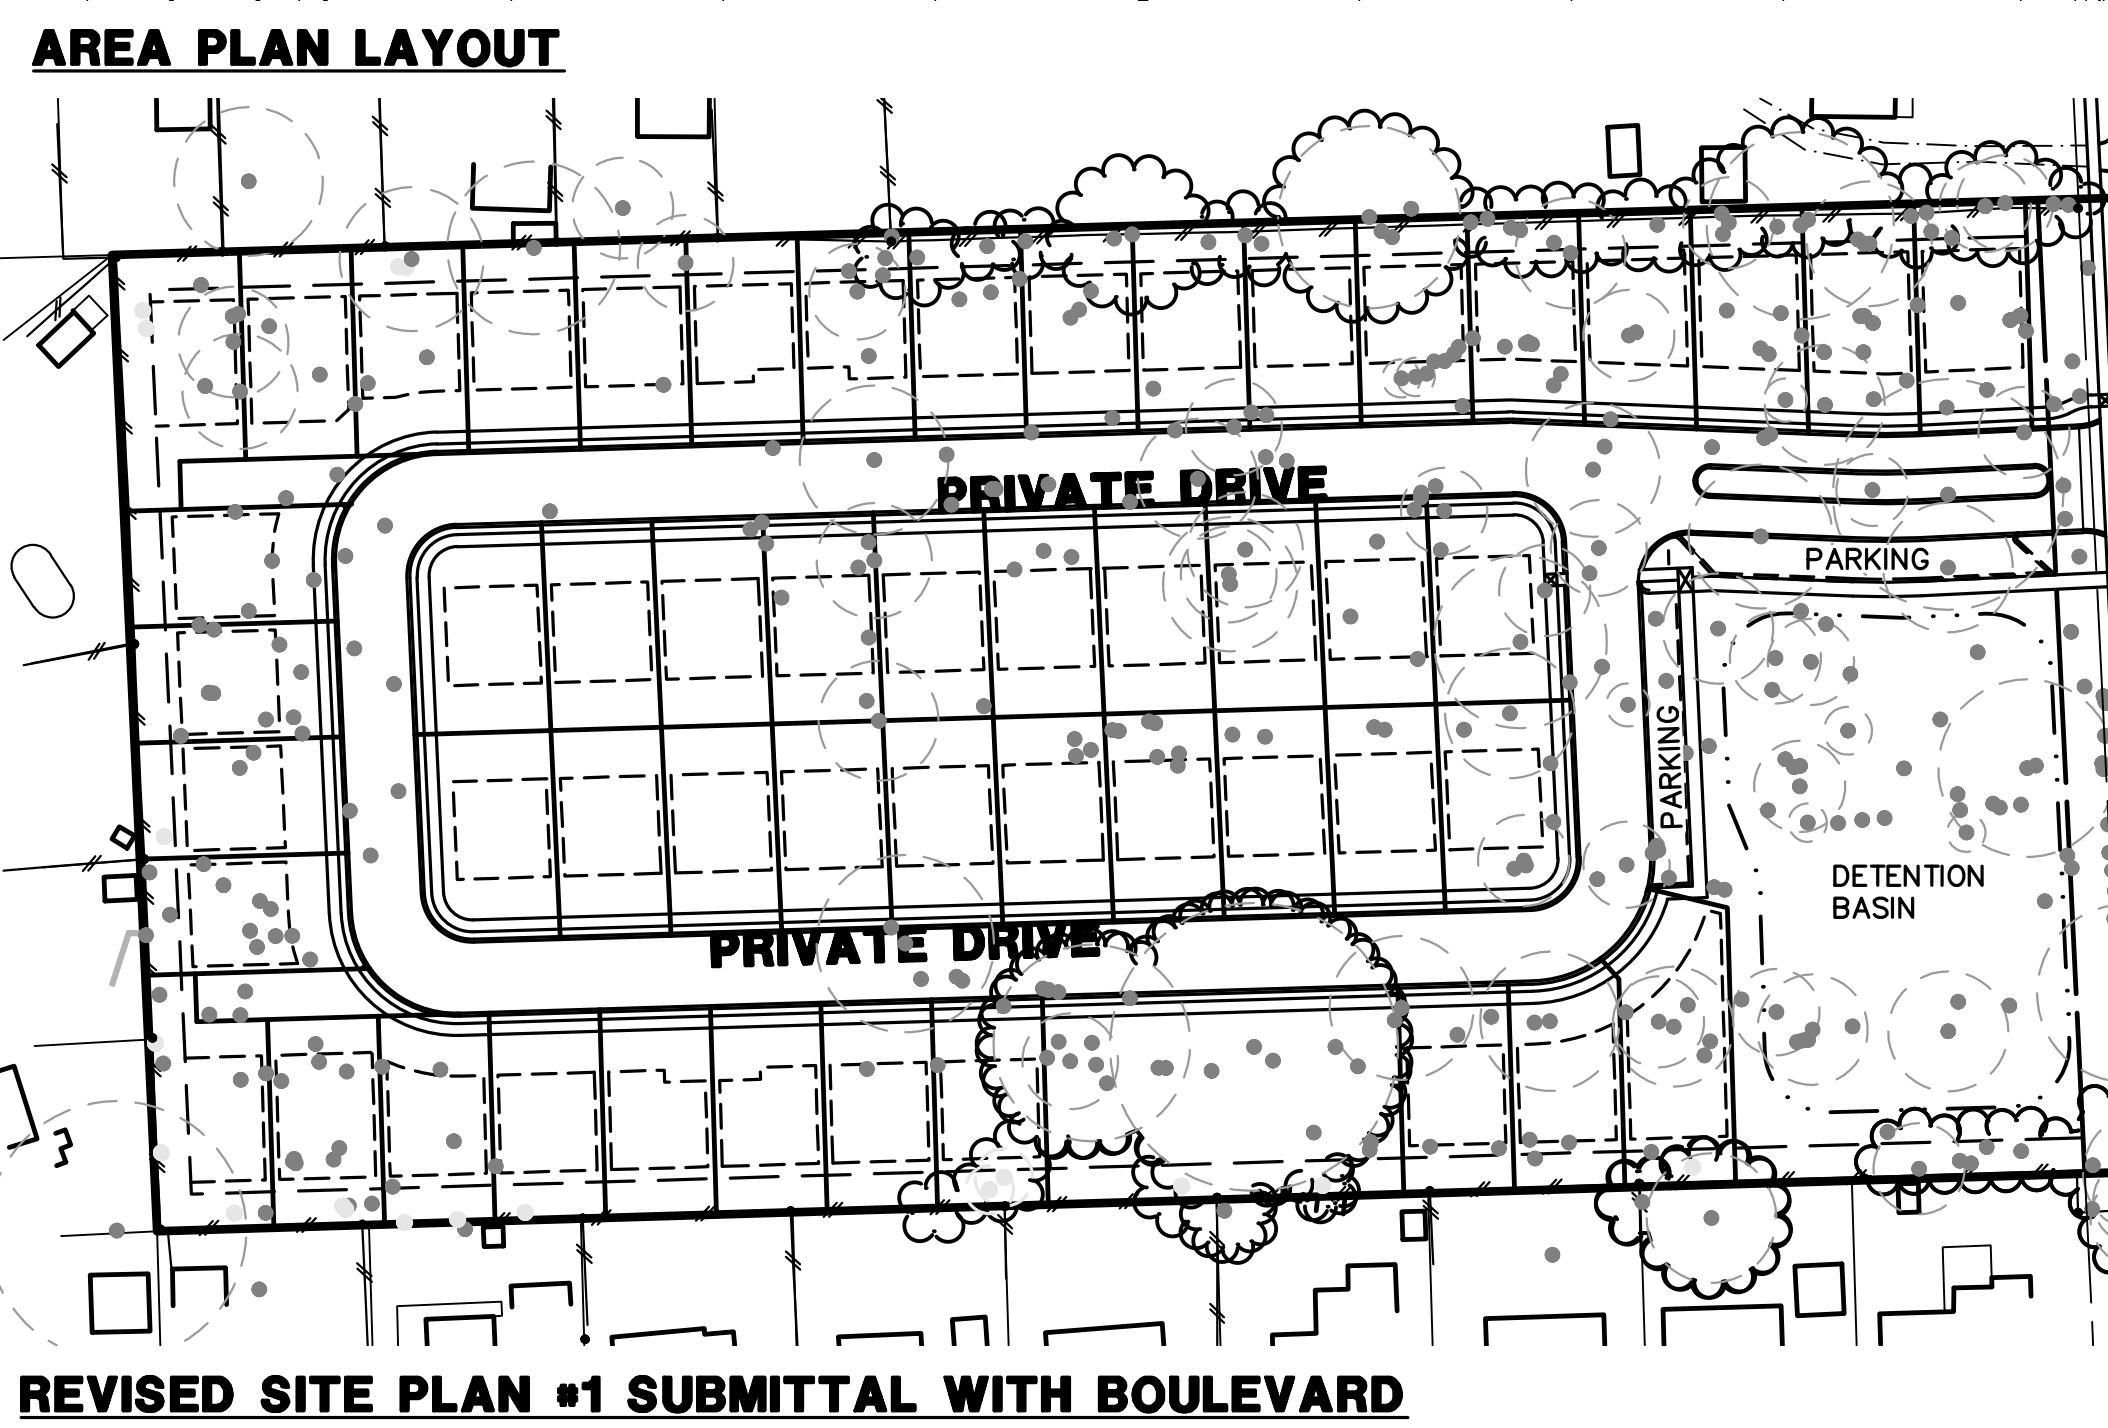 AREA PLAN LAYOUT
PRIVATE DRIVE
PARKING
PARKING
DETENTION
BASIN
PRIVATE DRIVE
REVISED SITE PLAN #1 SUBMITTAL WITH BOULEVARD